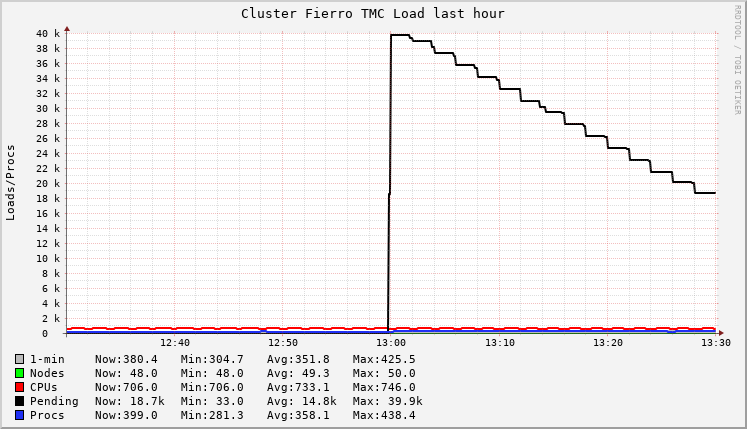 Cluster Fierro TMC Load last hour
RRDTOOL / TOBI OETIKER
Loads/Procs
40 k
38 k
36 k
34 k
32 k
30 k
28 k
26 k
24 k
22 k
20 k
18 k
16 k
14 k
12 k
10 k
8 k
6 k
4 k
2 k
0
12:40 12:50 13:00 13:10 13:20 13:30
1-min Now:380.4 Min:304.7 Avg:351.8 Max:425.5
Nodes Now: 48.0 Min: 48.0 Avg: 49.3 Max: 50.0
CPUs Now:706.0 Min:706.0 Avg:733.1 Max:746.0
Pending Now: 18.7k Min: 33.0 Avg: 14.8k Max: 39.9k
Procs Now:399.0 Min:281.3 Avg:358.1 Max:438.4